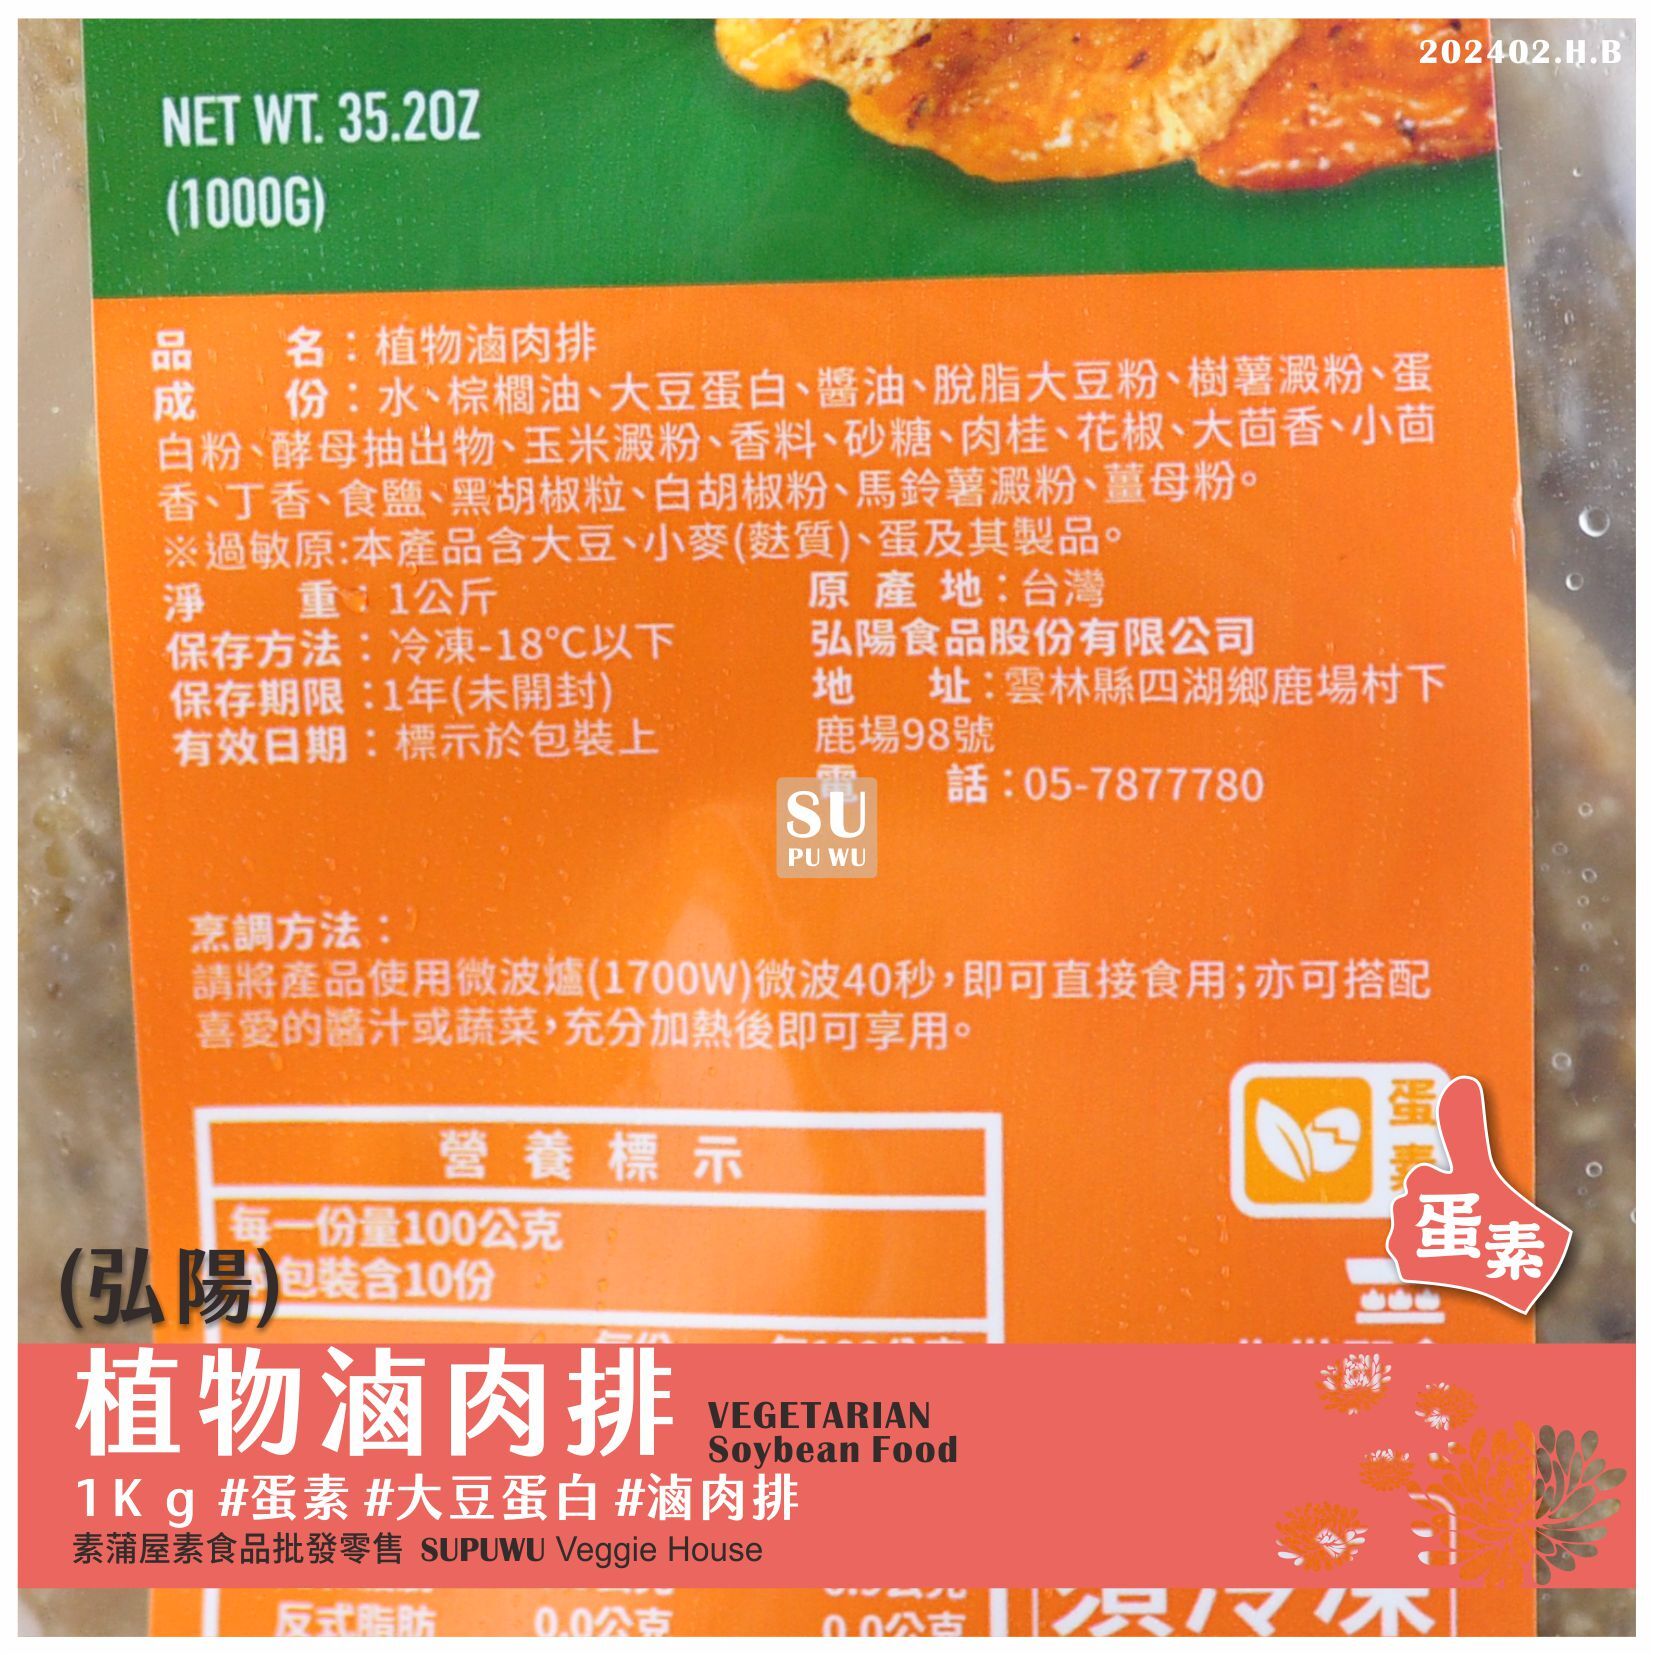 202402.H.B
NET WT. 35.2OZ
(1000G)
品名：植物滷肉排
成份：水、棕櫚油、大豆蛋白、醬油、脫脂大豆粉、樹薯澱粉、蛋
白粉、酵母抽出物、玉米澱粉、香料、砂糖、肉桂、花椒、大茴香、小茴
香、丁香、食鹽、黑胡椒粒、白胡椒粉、馬鈴薯澱粉、薑母粉。
※過敏原:本產品含大豆、小麥(麩質)、蛋及其製品。
淨重：1公斤
保存方法：冷凍-18℃以下
保存期限：1年(未開封)
有效日期：標示於包裝上
原產地：台灣
弘陽食品股份有限公司
地址：雲林縣四湖鄉鹿場村下
鹿場98號
電話：05-7877780
SU
PU WU
烹調方法：
請將產品使用微波爐(1700W)微波40秒，即可直接食用；亦可搭配
喜愛的醬汁或蔬菜，充分加熱後即可享用。
營養標示
每一份量100公克
包裝含10份
蛋素
蛋素
(弘陽)
植物滷肉排
VEGETARIAN
Soybean Food
1Kg #蛋素 #大豆蛋白 #滷肉排
素蒲屋素食品批發零售 SUPUWU Veggie House
反式脂肪 0.0公克 0.0公克
須冷凍